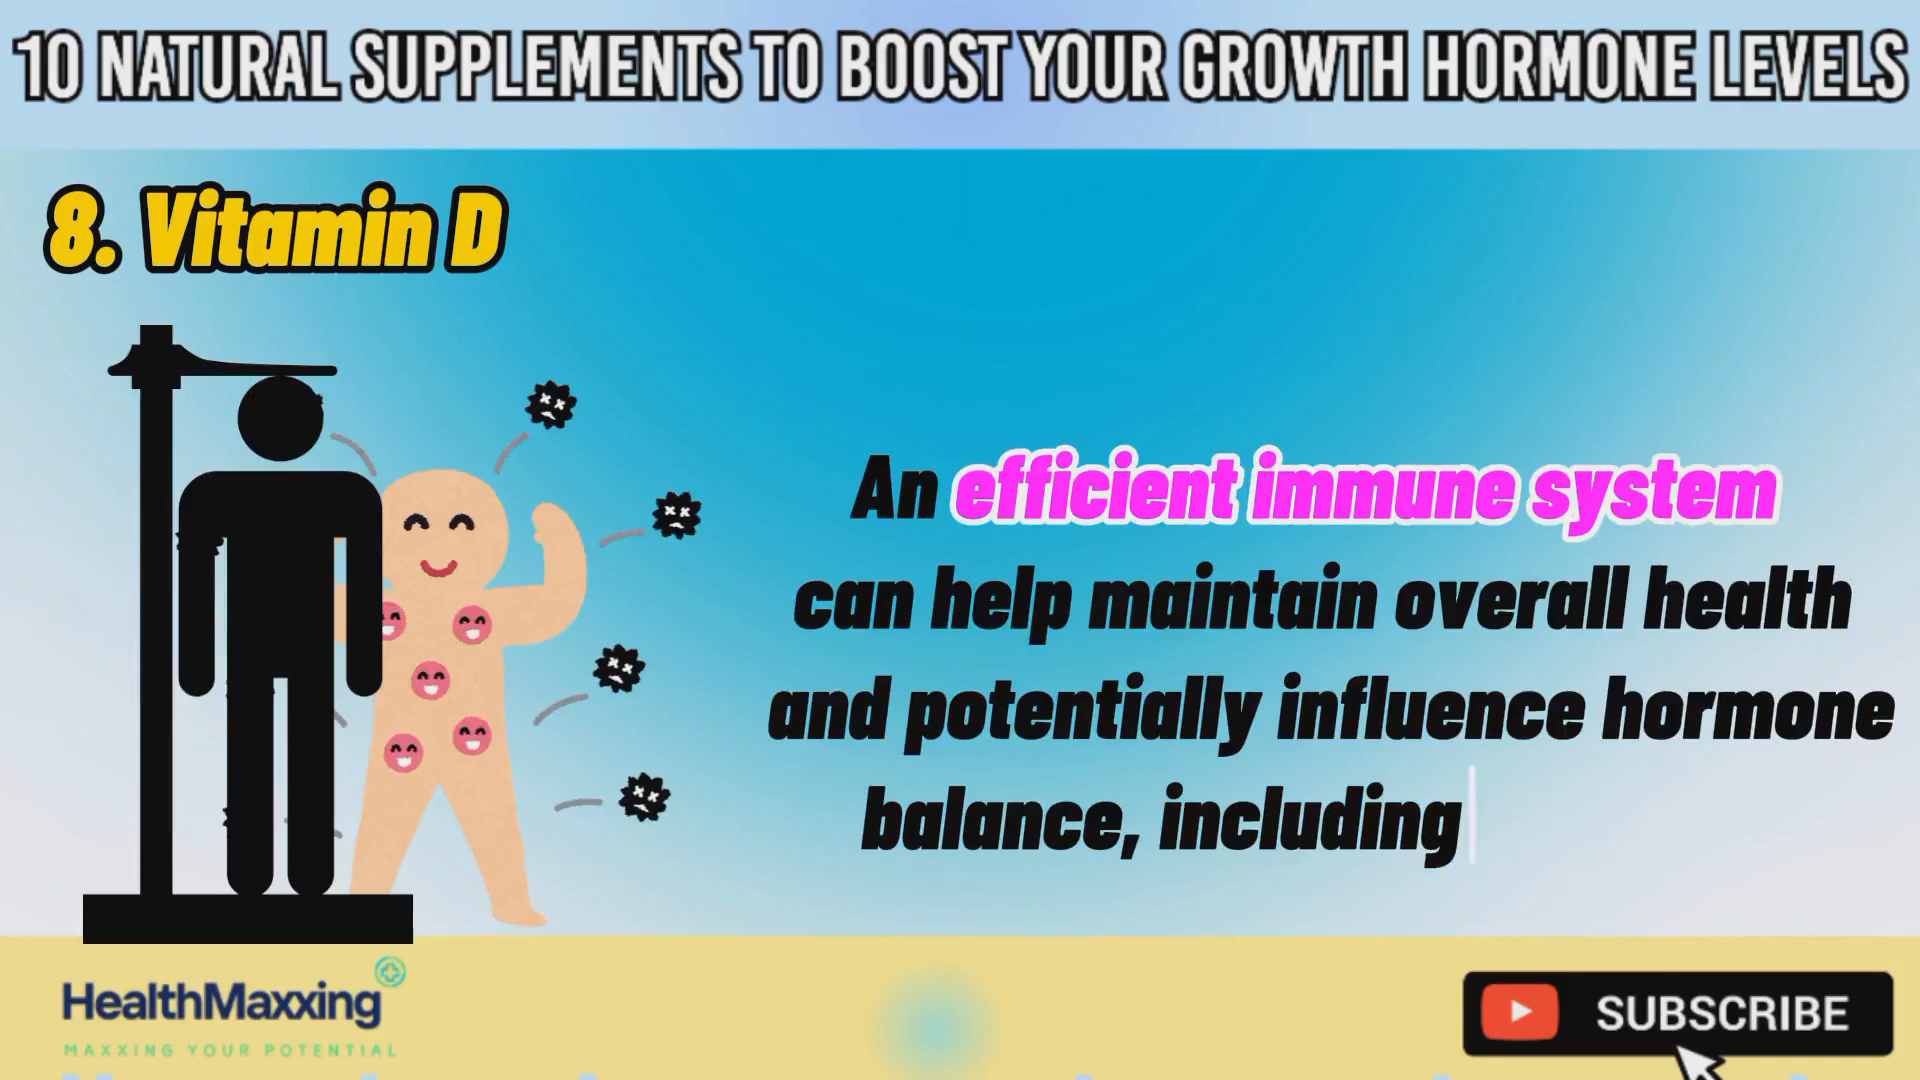 10 NATURAL SUPPLEMENTS TO BOOST YOUR GROWTH HORMONE LEVELS
8. Vitamin D
An efficient immune system
can help maintain overall health
and potentially influence hormone
balance, including
HealthMaxxing
MAXXING YOUR POTENTIAL
SUBSCRIBE